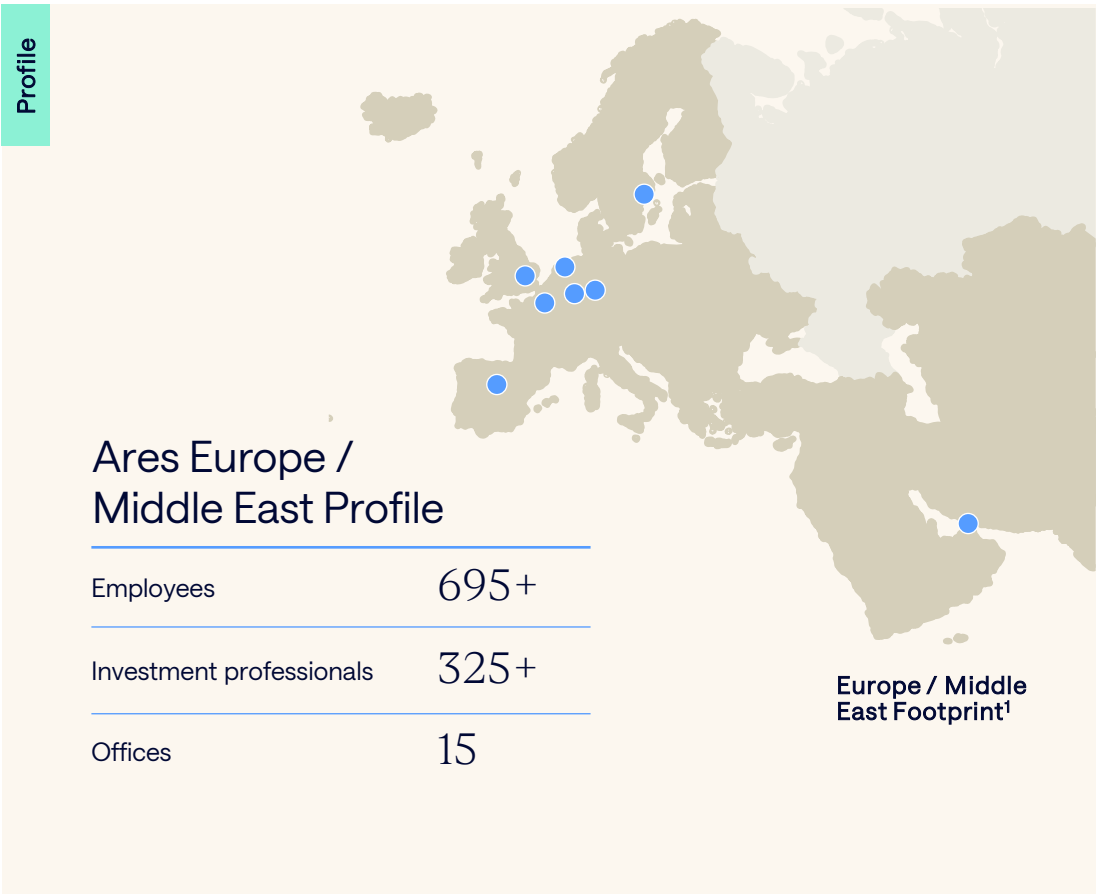 Profile
Ares Europe /
Middle East Profile
Employees 695+
Investment professionals 325+
Offices 15
Europe / Middle
East Footprint¹